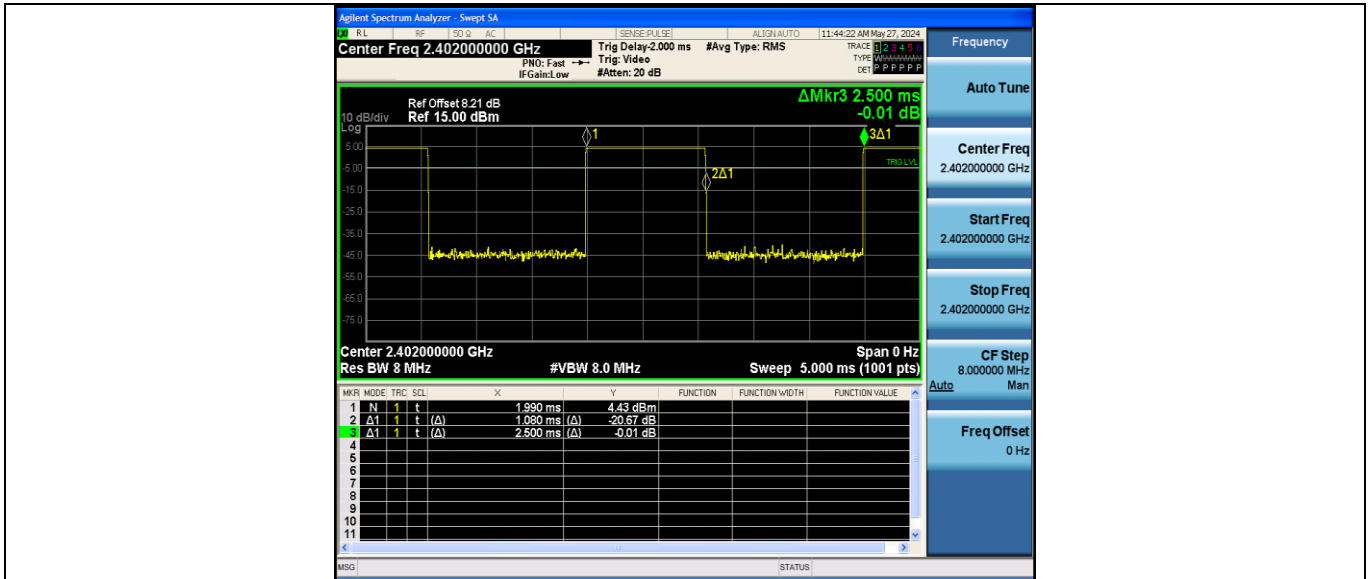 Agilent Spectrum Analyzer - Swept SA
LXI RL RF 50 Ω AC SENSE:PULSE ALIGN AUTO 11:44:22 AM May 27, 2024
Center Freq 2.402000000 GHz
PNO: Fast
IFGain:Low
Trig Delay-2.000 ms
Trig: Video
#Atten: 20 dB
#Avg Type: RMS
TRACE 1 2 3 4 5 6
TYPE
DET P P P P P P
Frequency
Auto Tune
Center Freq
2.402000000 GHz
Start Freq
2.402000000 GHz
Stop Freq
2.402000000 GHz
CF Step
8.000000 MHz
Auto Man
Freq Offset
0 Hz
ΔMkr3 2.500 ms
-0.01 dB
Ref Offset 8.21 dB
10 dB/div Ref 15.00 dBm
Log
1
3Δ1
5.00
TRIG LVL
-5.00
2Δ1
-15.0
-25.0
-35.0
-45.0
-55.0
-65.0
-75.0
Center 2.402000000 GHz Span 0 Hz
Res BW 8 MHz #VBW 8.0 MHz Sweep 5.000 ms (1001 pts)
MKR MODE TRC SCL X Y FUNCTION FUNCTION WIDTH FUNCTION VALUE
1 N 1 t 1.990 ms 4.43 dBm
2 Δ1 1 t (Δ) 1.080 ms (Δ) -20.67 dB
3 Δ1 1 t (Δ) 2.500 ms (Δ) -0.01 dB
4
5
6
7
8
9
10
11
MSG STATUS